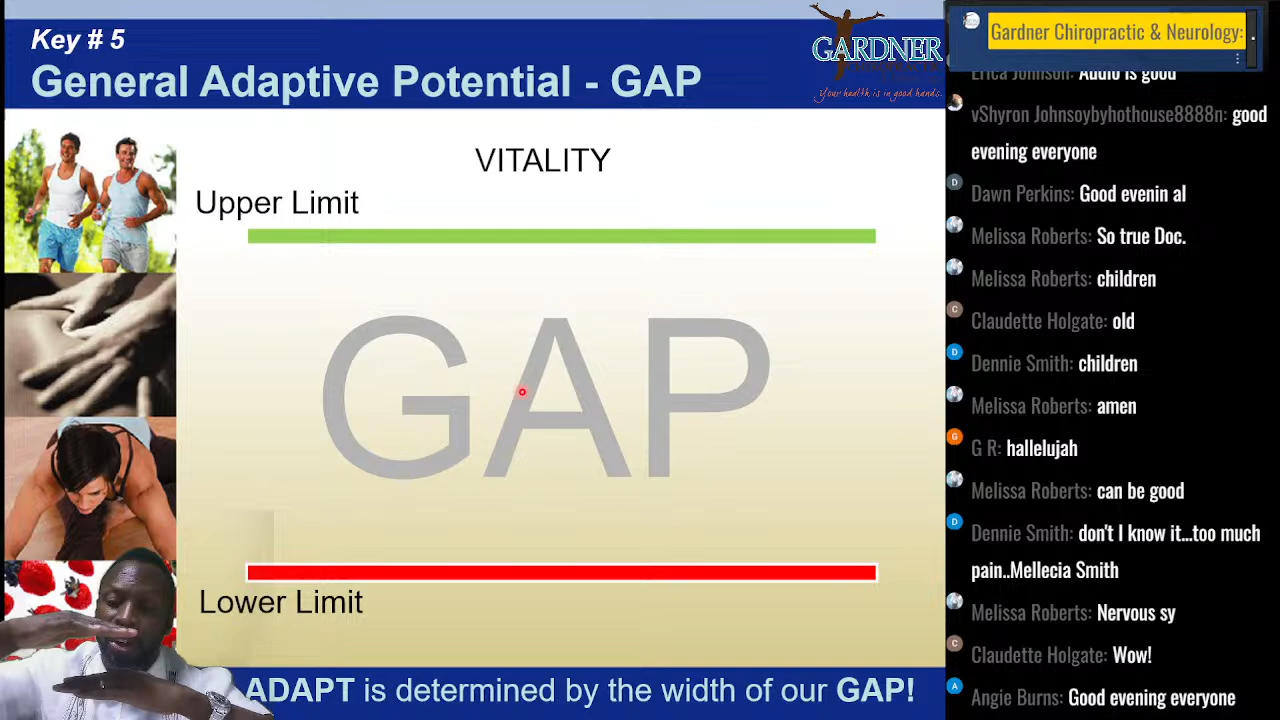 Key # 5
General Adaptive Potential - GAP
GARDNER
Your health is in good hands.
VITALITY
Upper Limit
GAP
Lower Limit
ADAPT is determined by the width of our GAP!
Gardner Chiropractic & Neurology:
Erica Johnson: Audio is good
vShyron Johnsoybyhothouse8888n: good
evening everyone
D
Dawn Perkins: Good evenin al
Melissa Roberts: So true Doc.
Melissa Roberts: children
C
Claudette Holgate: old
D
Dennie Smith: children
Melissa Roberts: amen
G
G R: hallelujah
Melissa Roberts: can be good
D
Dennie Smith: don't I know it...too much
pain..Mellecia Smith
Melissa Roberts: Nervous sy
C
Claudette Holgate: Wow!
A
Angie Burns: Good evening everyone